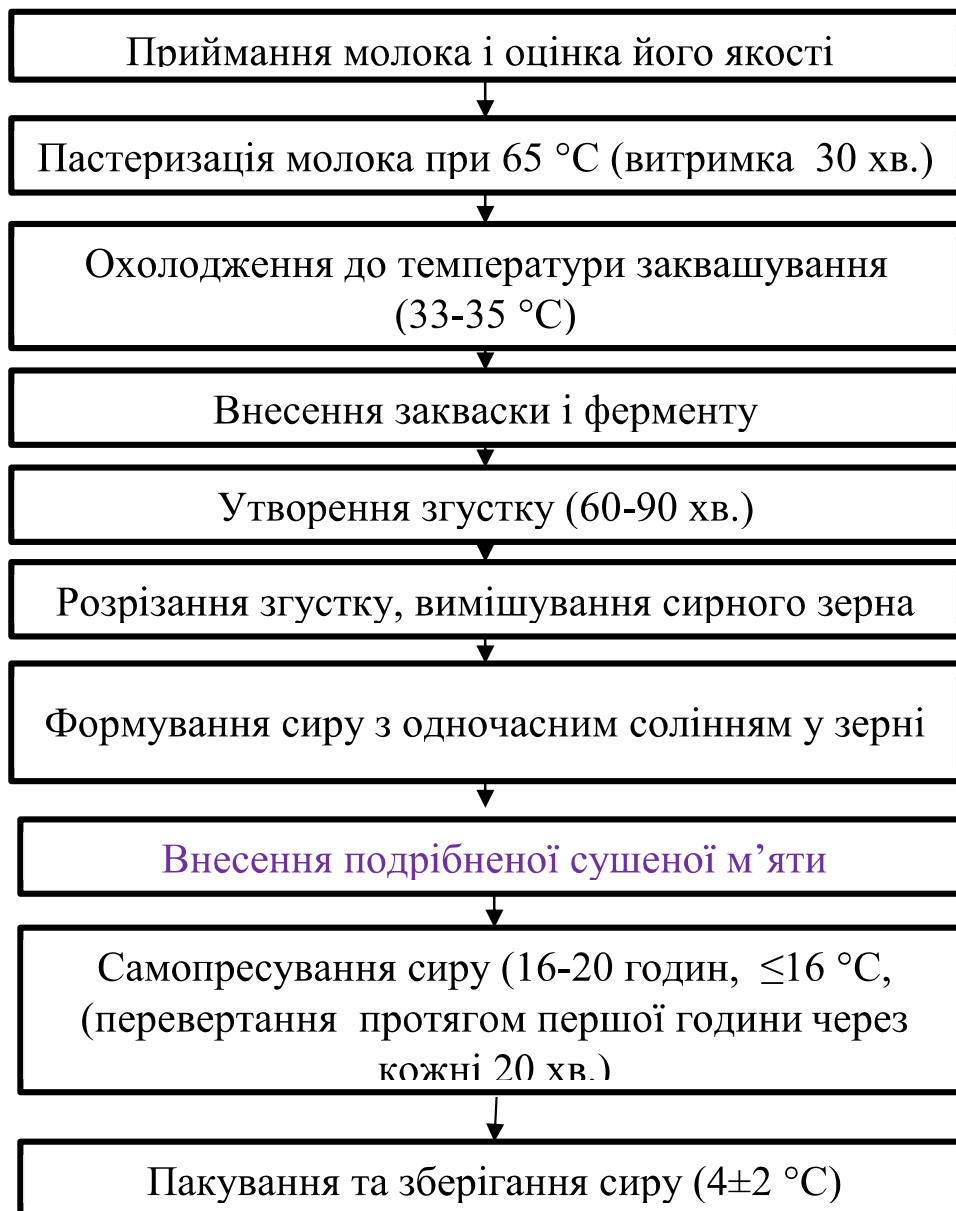 Приймання молока і оцінка його якості
Пастеризація молока при 65 °С (витримка  30 хв.)
Охолодження до температури заквашування
(33-35 °С)
Внесення закваски і ферменту
Утворення згустку (60-90 хв.)
Розрізання згустку, вимішування сирного зерна
Формування сиру з одночасним солінням у зерні
Внесення подрібненої сушеної м’яти
Самопресування сиру (16-20 годин,  ≤16 °С,
(перевертання  протягом першої години через
кожні 20 хв.)
Пакування та зберігання сиру (4±2 °С)